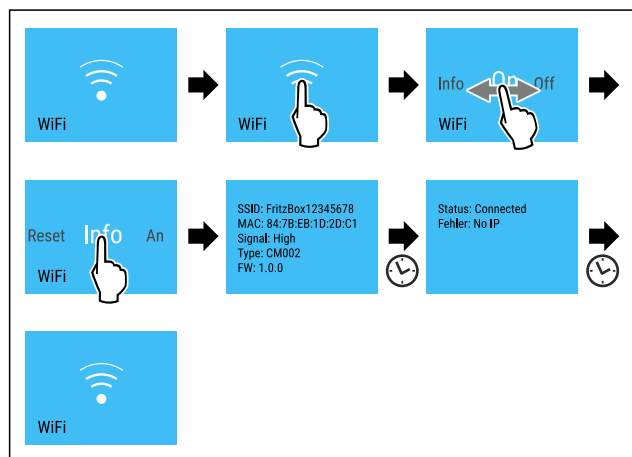 WiFi
WiFi
Info On Off
WiFi
Reset Info An
WiFi
SSID: FritzBox12345678
MAC: 84:7B:EB:1D:2D:C1
Signal: High
Type: CM002
FW: 1.0.0
Status: Connected
Fehler: No IP
WiFi